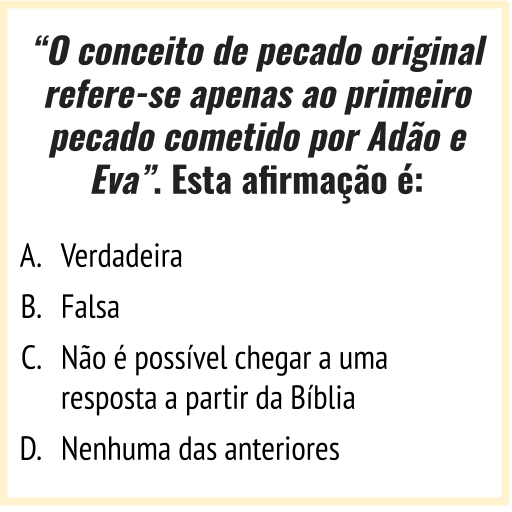 “O conceito de pecado original
refere-se apenas ao primeiro
pecado cometido por Adão e
Eva”. Esta afirmação é:
A. Verdadeira
B. Falsa
C. Não é possível chegar a uma
resposta a partir da Bíblia
D. Nenhuma das anteriores